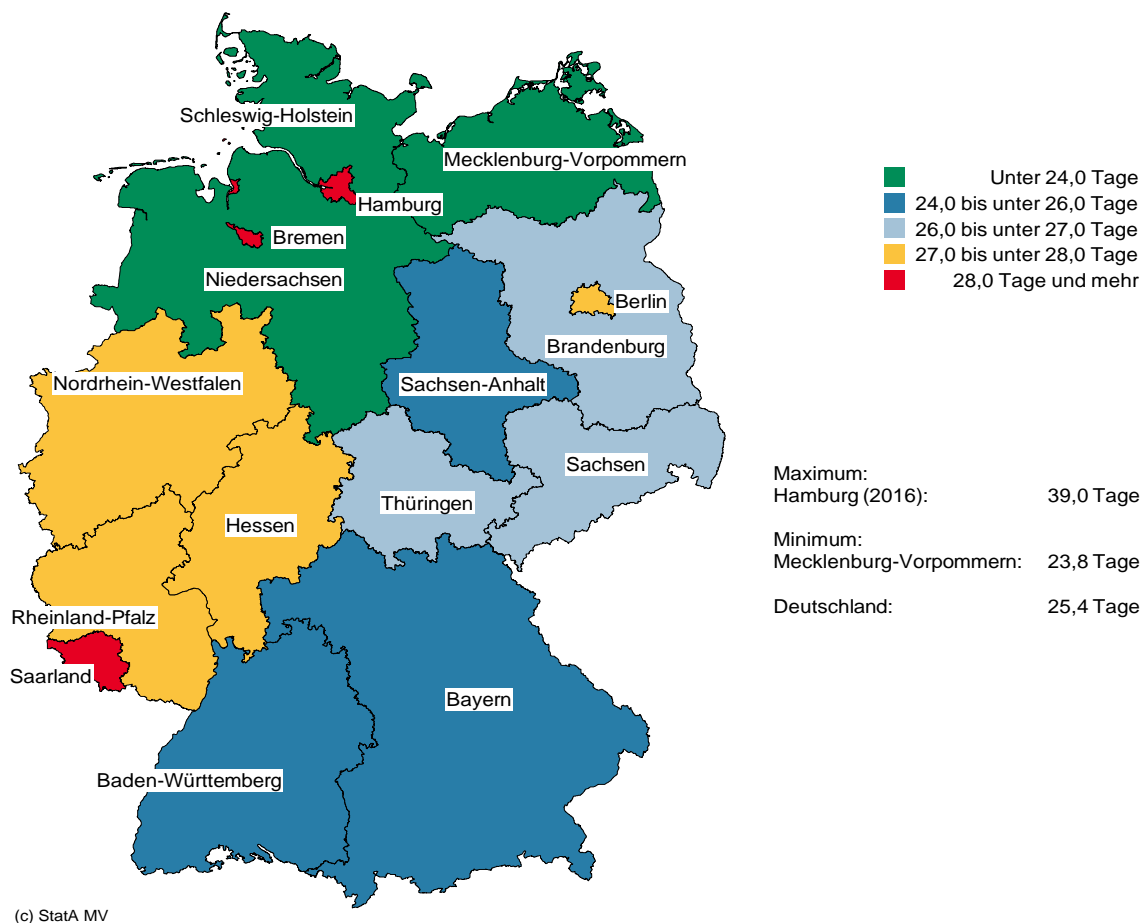 Schleswig-Holstein
Mecklenburg-Vorpommern
Hamburg
Bremen
Niedersachsen
Berlin
Brandenburg
Nordrhein-Westfalen
Sachsen-Anhalt
Sachsen
Thüringen
Hessen
Rheinland-Pfalz
Saarland
Bayern
Baden-Württemberg
Unter 24,0 Tage
24,0 bis unter 26,0 Tage
26,0 bis unter 27,0 Tage
27,0 bis unter 28,0 Tage
28,0 Tage und mehr
Maximum:
Hamburg (2016): 39,0 Tage
Minimum:
Mecklenburg-Vorpommern: 23,8 Tage
Deutschland: 25,4 Tage
(c) StatA MV